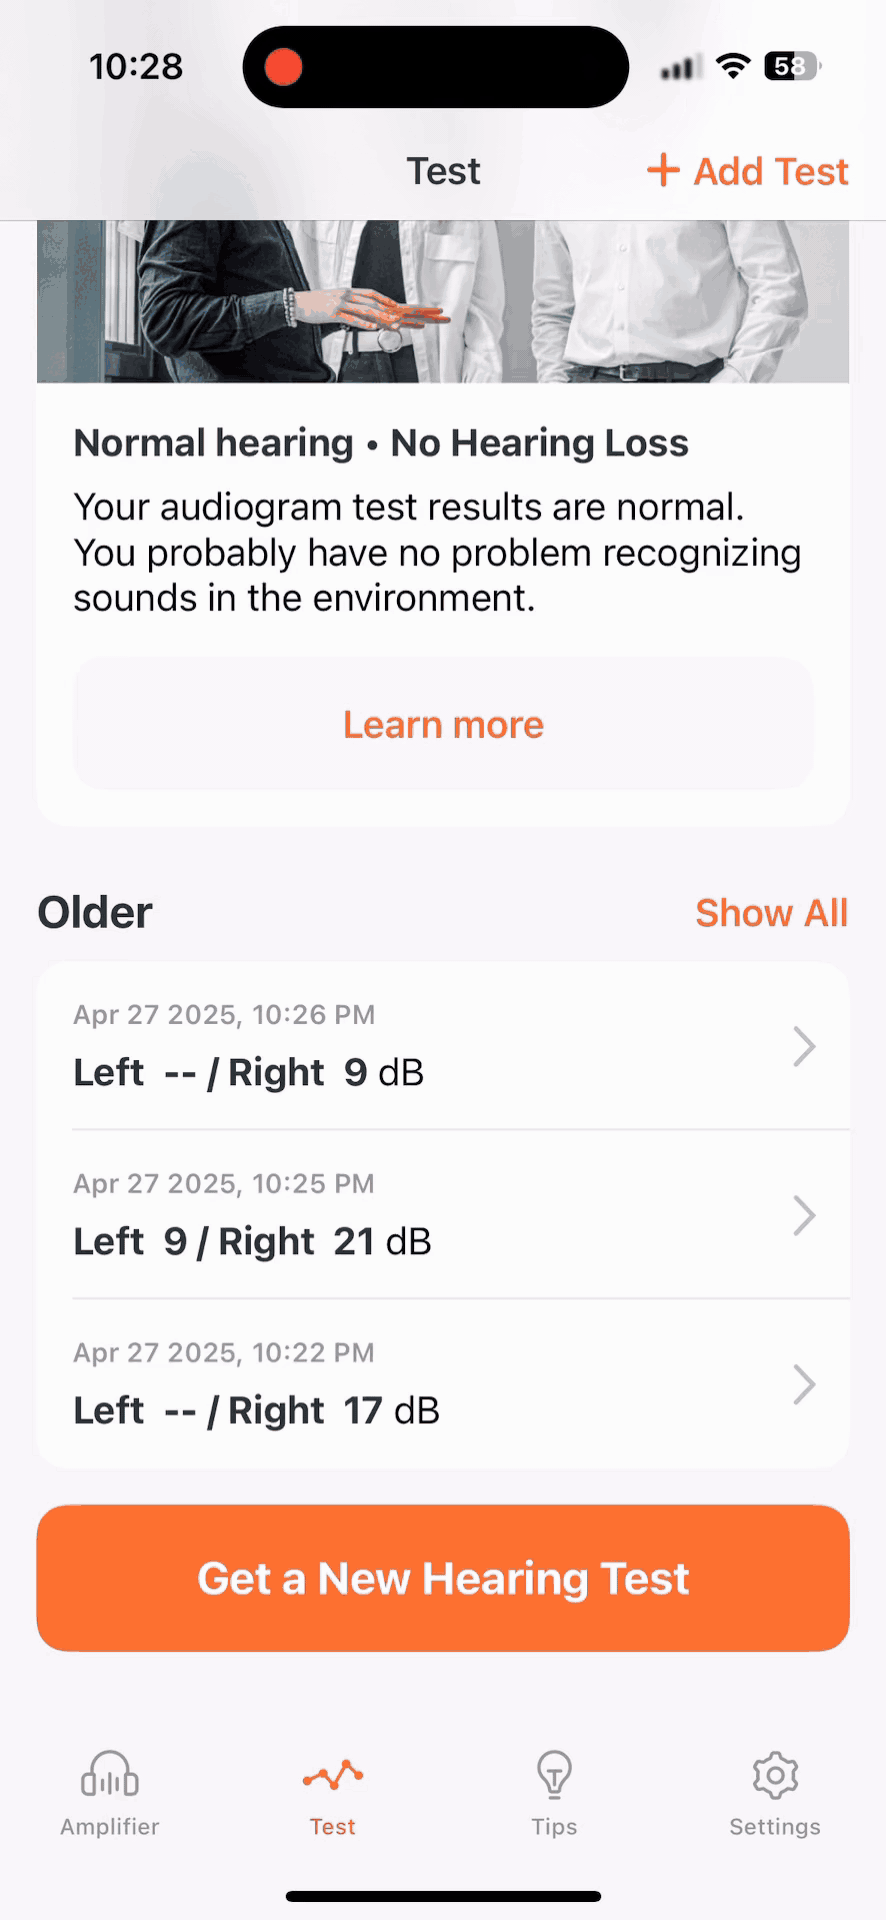 10:28
58
Test
+ Add Test
Normal hearing • No Hearing Loss
Your audiogram test results are normal.
You probably have no problem recognizing
sounds in the environment.
Learn more
Older
Show All
Apr 27 2025, 10:26 PM
Left -- / Right 9 dB
Apr 27 2025, 10:25 PM
Left 9 / Right 21 dB
Apr 27 2025, 10:22 PM
Left -- / Right 17 dB
Get a New Hearing Test
Amplifier
Test
Tips
Settings